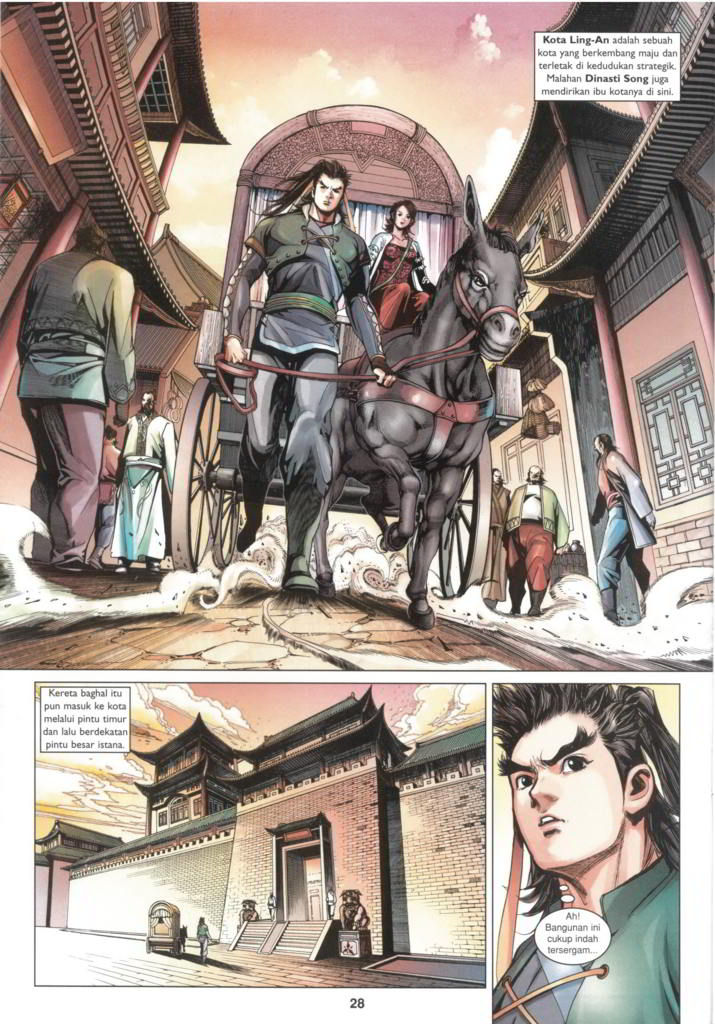 Kota Ling-An adalah sebuah
kota yang berkembang maju dan
terletak di kedudukan strategik.
Malahan Dinasti Song juga
mendirikan ibu kotanya di sini.
Kereta baghal itu
pun masuk ke kota
melalui pintu timur
dan lalu berdekatan
pintu besar istana.
Ah!
Bangunan ini
cukup indah
tersergam...
28